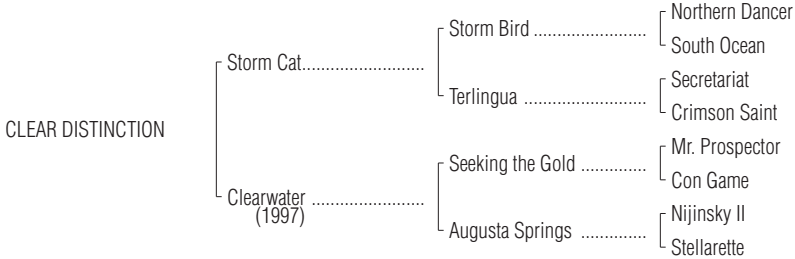 Northern Dancer
Storm Bird ........................
South Ocean
Storm Cat..........................
Secretariat
Terlingua ..........................
Crimson Saint
CLEAR DISTINCTION
Mr. Prospector
Seeking the Gold ..............
Con Game
Clearwater ........................
(1997)
Nijinsky II
Augusta Springs ..............
Stellarette